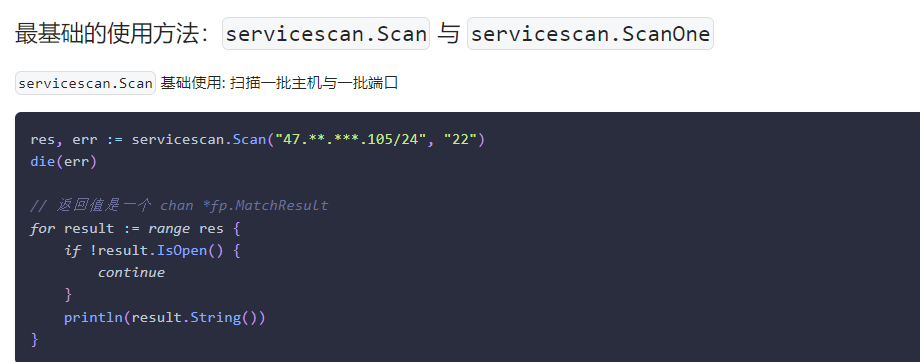 最基础的使用方法：servicescan.Scan 与 servicescan.ScanOne
servicescan.Scan 基础使用: 扫描一批主机与一批端口
res, err := servicescan.Scan("47.**.***.105/24", "22")
die(err)
// 返回值是一个 chan *fp.MatchResult
for result := range res {
    if !result.IsOpen() {
        continue
    }
    println(result.String())
}